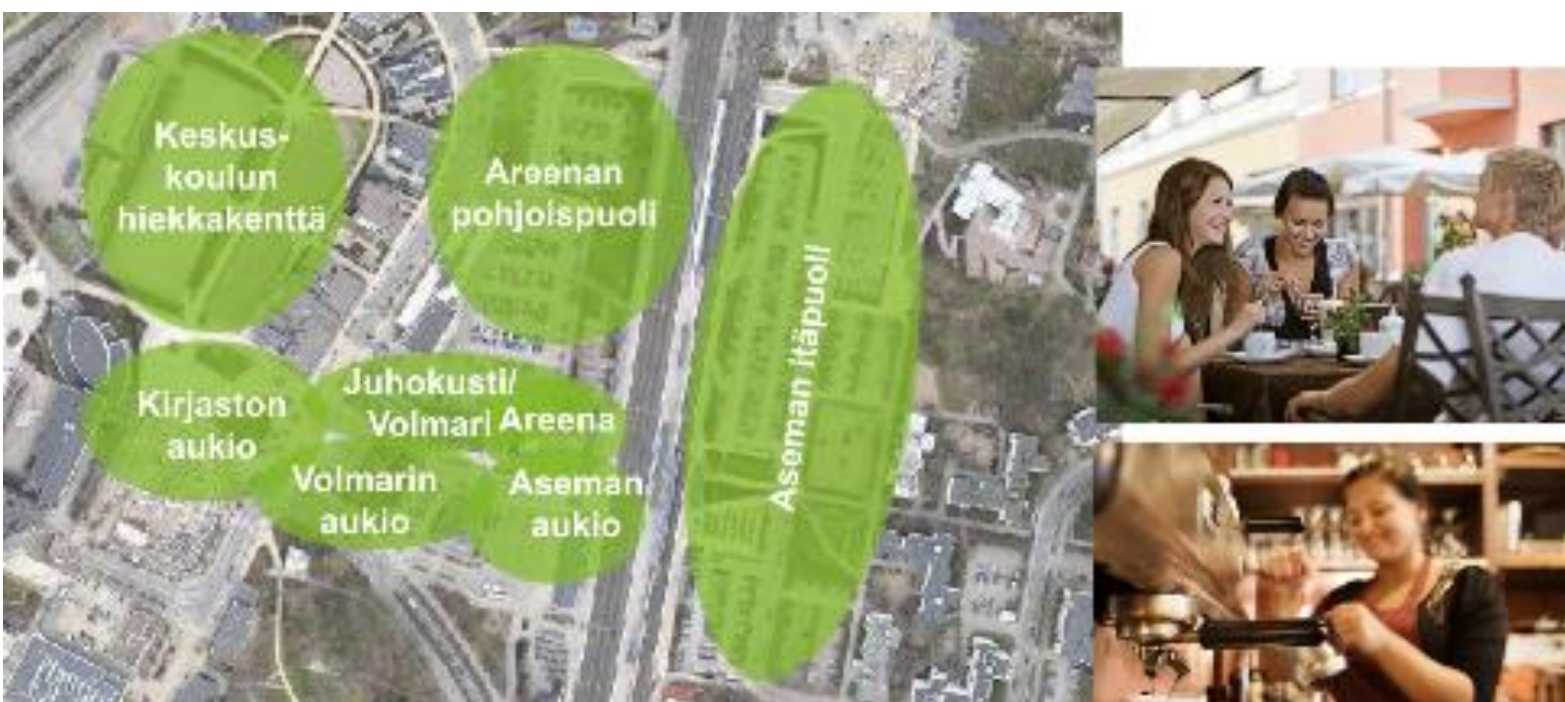 Keskus-
koulun
hiekkakenttä
Areenan
pohjoispuoli
Aseman itäpuoli
Kirjaston
aukio
Juhokusti/
Volmari Areena
Volmarin
aukio
Aseman
aukio